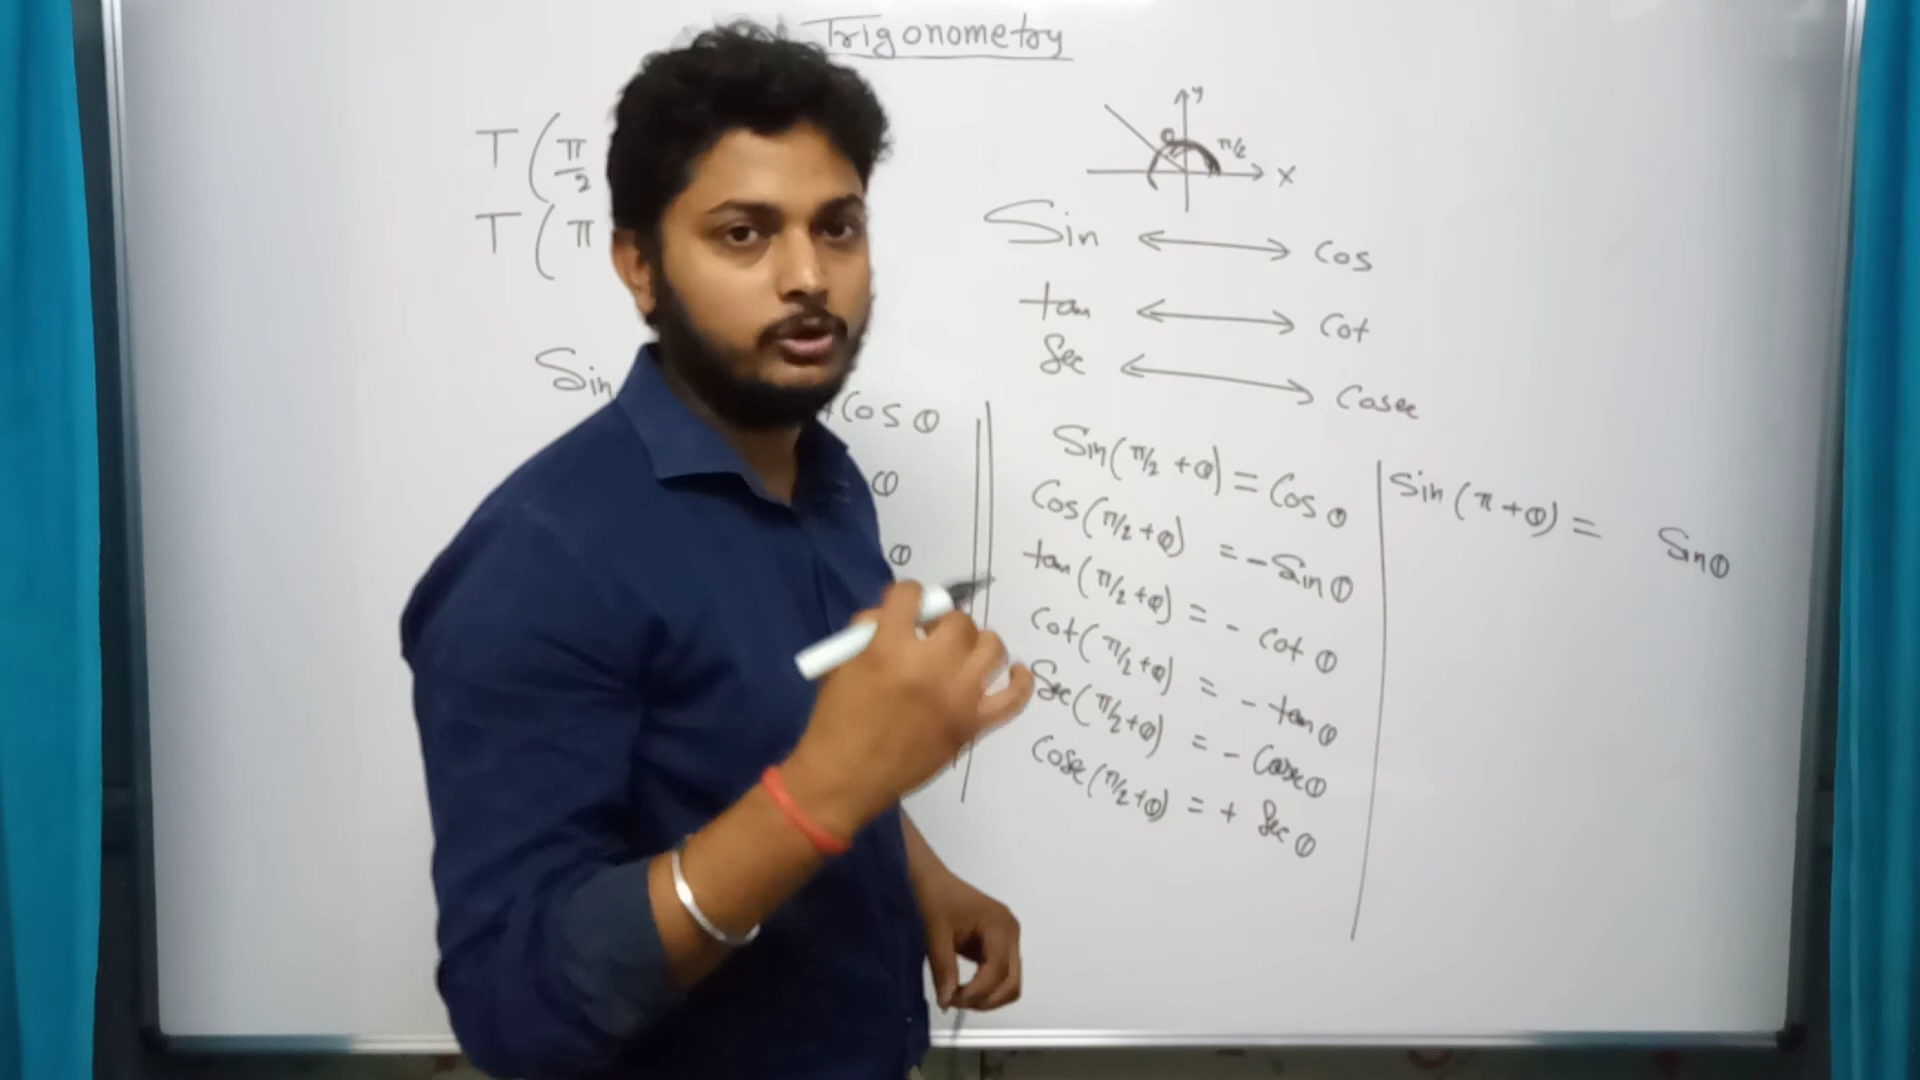 Trigonometry
T ( π/2
T ( π
y
θ π/2
x
Sin ⟷ Cos
tan ⟷ Cot
Sec ⟷ Cosec
Sin
Cos θ
θ
θ
Sin(π/2 + θ) = Cos θ
Cos(π/2 + θ) = - Sin θ
tan(π/2 + θ) = - Cot θ
Cot(π/2 + θ) = - tan θ
Sec(π/2 + θ) = - Cosec θ
Cosec(π/2 + θ) = + Sec θ
Sin(π + θ) = Sin θ